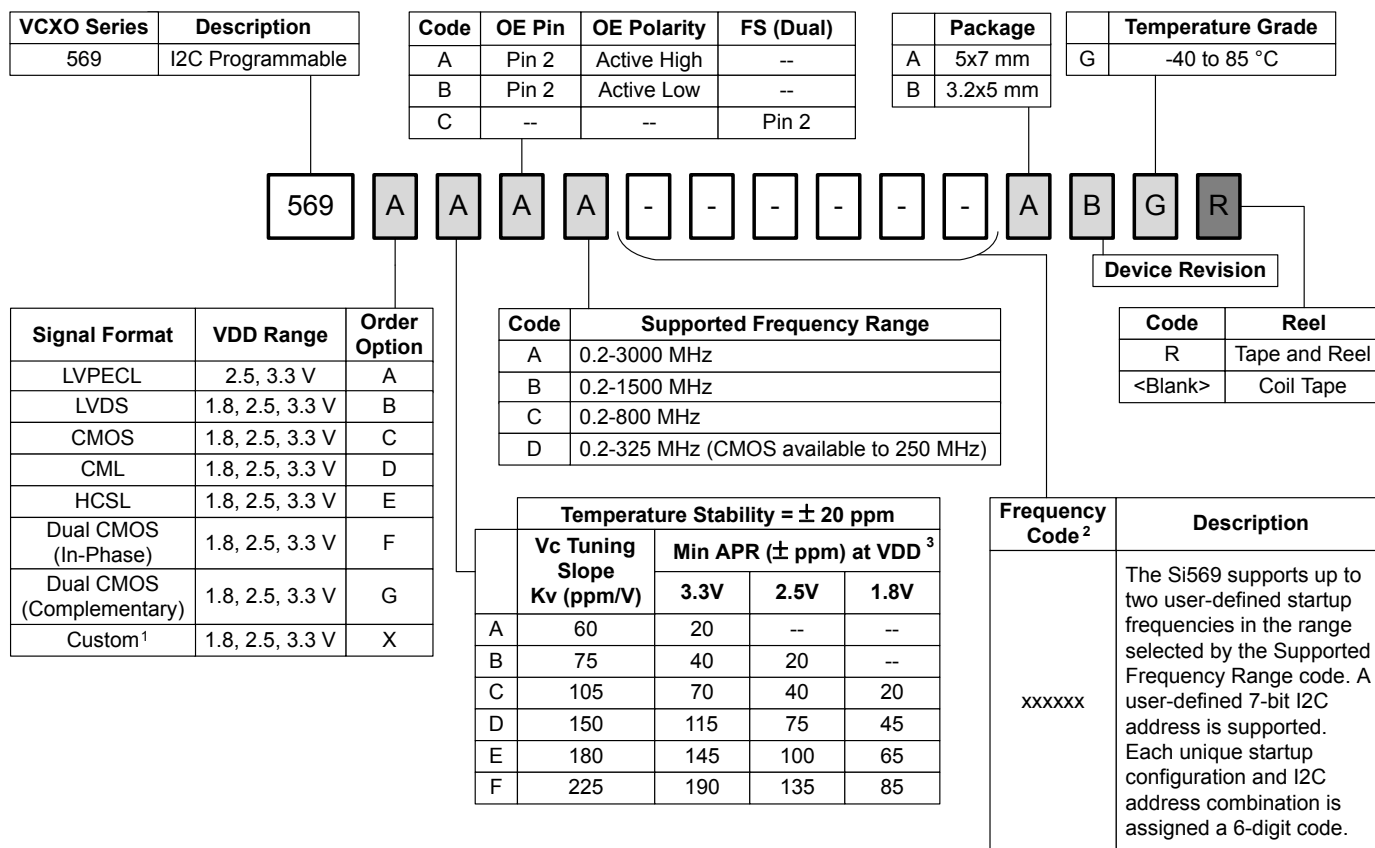 VCXO Series Description
569 I2C Programmable
Code OE Pin OE Polarity FS (Dual)
A Pin 2 Active High --
B Pin 2 Active Low --
C -- -- Pin 2
Package
A 5x7 mm
B 3.2x5 mm
Temperature Grade
G -40 to 85 °C
569 A A A A - - - - - - A B G R
Device Revision
Signal Format VDD Range Order
Option
LVPECL 2.5, 3.3 V A
LVDS 1.8, 2.5, 3.3 V B
CMOS 1.8, 2.5, 3.3 V C
CML 1.8, 2.5, 3.3 V D
HCSL 1.8, 2.5, 3.3 V E
Dual CMOS
(In-Phase) 1.8, 2.5, 3.3 V F
Dual CMOS
(Complementary) 1.8, 2.5, 3.3 V G
Custom1 1.8, 2.5, 3.3 V X
Code Supported Frequency Range
A 0.2-3000 MHz
B 0.2-1500 MHz
C 0.2-800 MHz
D 0.2-325 MHz (CMOS available to 250 MHz)
Code Reel
R Tape and Reel
<Blank> Coil Tape
Temperature Stability = ± 20 ppm
Vc Tuning
Slope
Kv (ppm/V)
Min APR (± ppm) at VDD 3
3.3V 2.5V 1.8V
A 60 20 -- --
B 75 40 20 --
C 105 70 40 20
D 150 115 75 45
E 180 145 100 65
F 225 190 135 85
Frequency
Code 2
Description
xxxxxx
The Si569 supports up to
two user-defined startup
frequencies in the range
selected by the Supported
Frequency Range code. A
user-defined 7-bit I2C
address is supported.
Each unique startup
configuration and I2C
address combination is
assigned a 6-digit code.